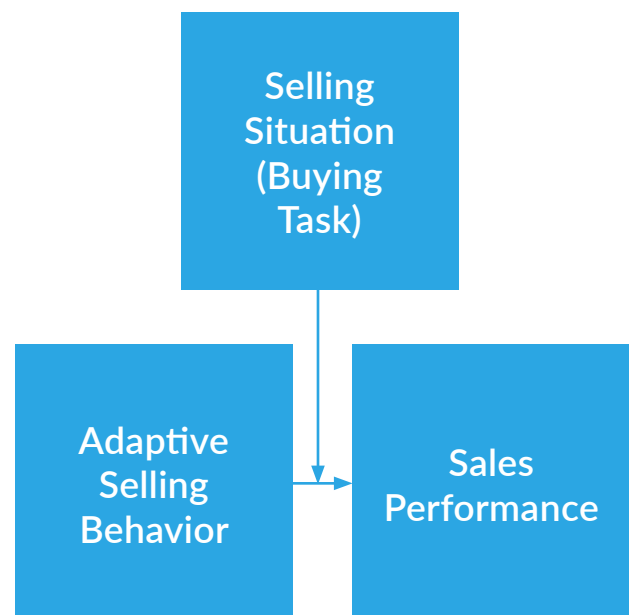 Selling
Situation
(Buying
Task)
Adaptive
Selling
Behavior
Sales
Performance